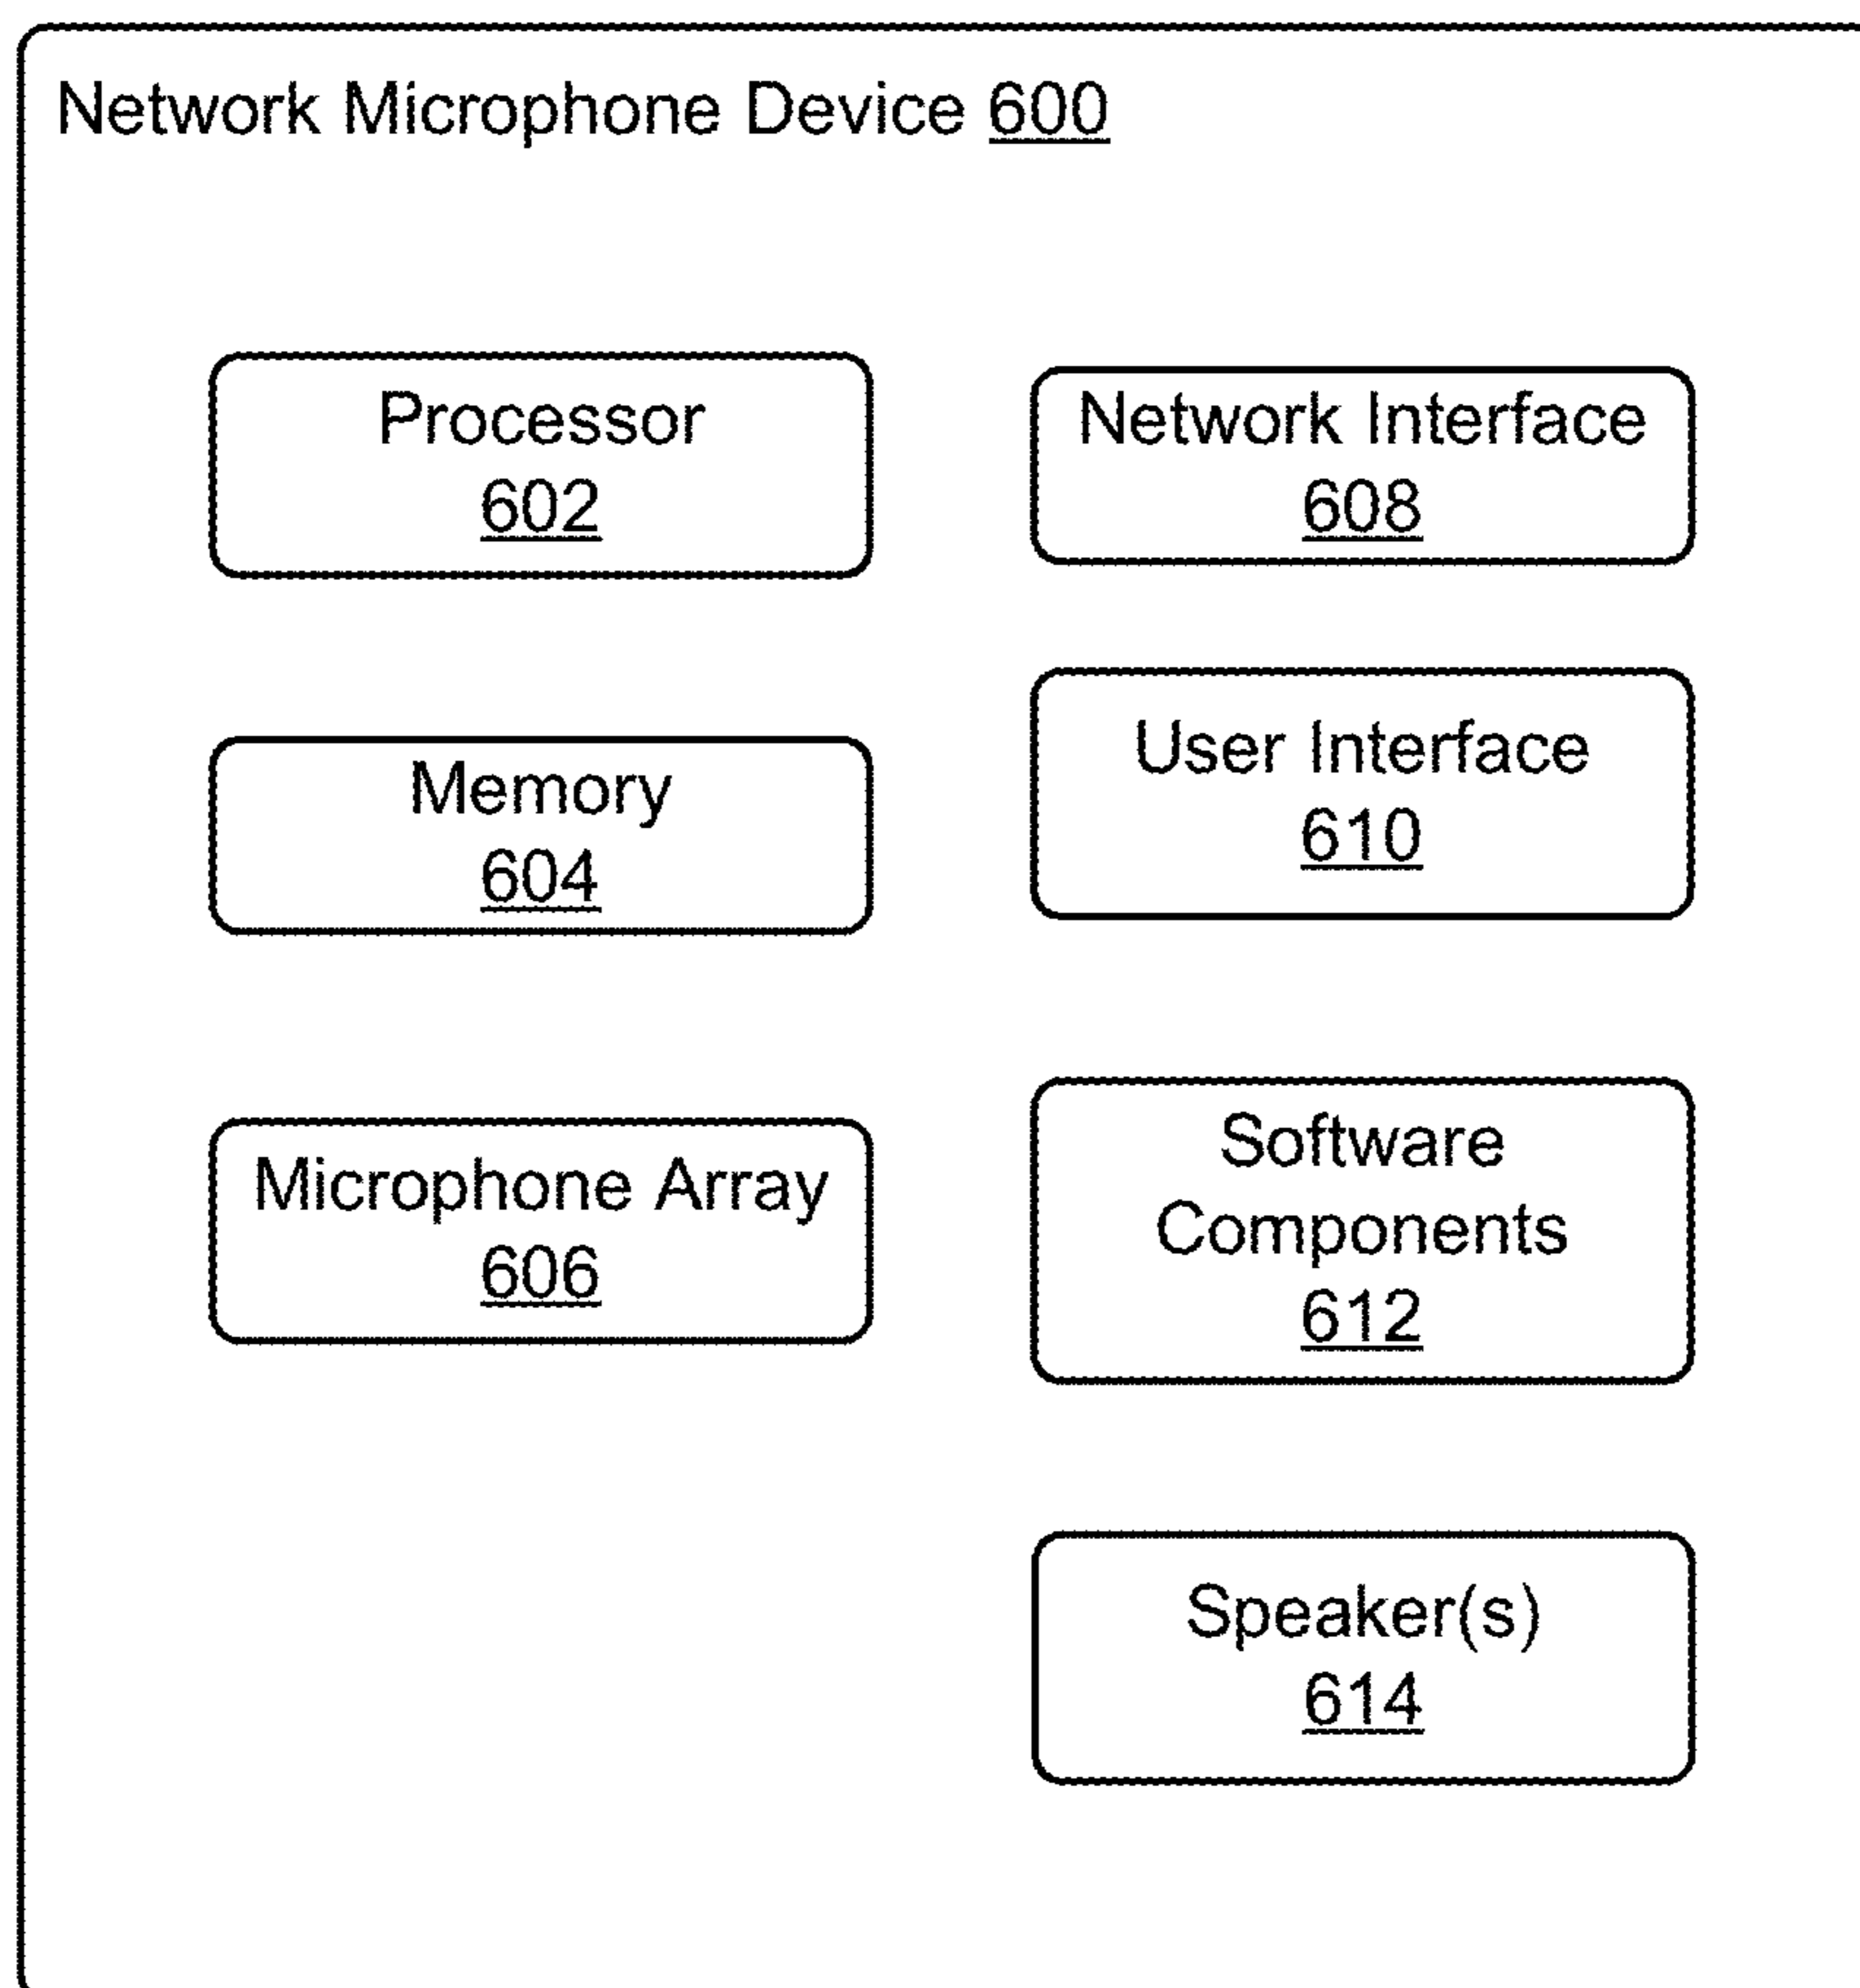 Network Microphone Device 600
Processor
602
Memory
604
Microphone Array
606
Network Interface
608
User Interface
610
Software
Components
612
Speaker(s)
614